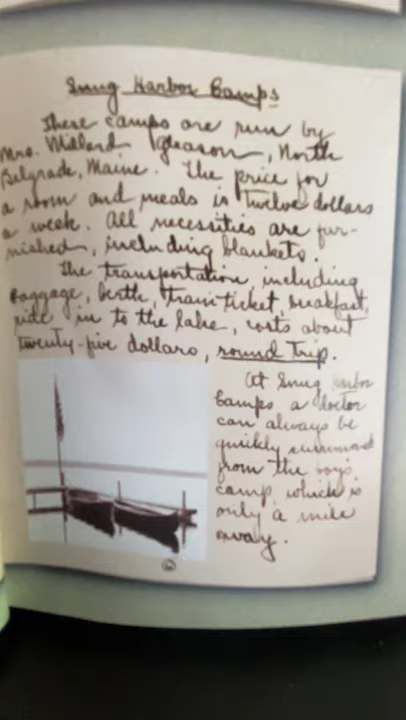 Snug Harbor Camps
These camps are run by
Mrs. Millard Gleason, North
Belgrade, Maine. The price for
a room and meals is twelve dollars
a week. All necessities are fur-
nished, including blankets.
The transportation, including
baggage, berth, train ticket, breakfast,
ride in to the lake, costs about
twenty-five dollars, round trip.
At Snug Harbor
Camps a doctor
can always be
quickly summoned
from the boys
camp which is
only a mile
away.
6